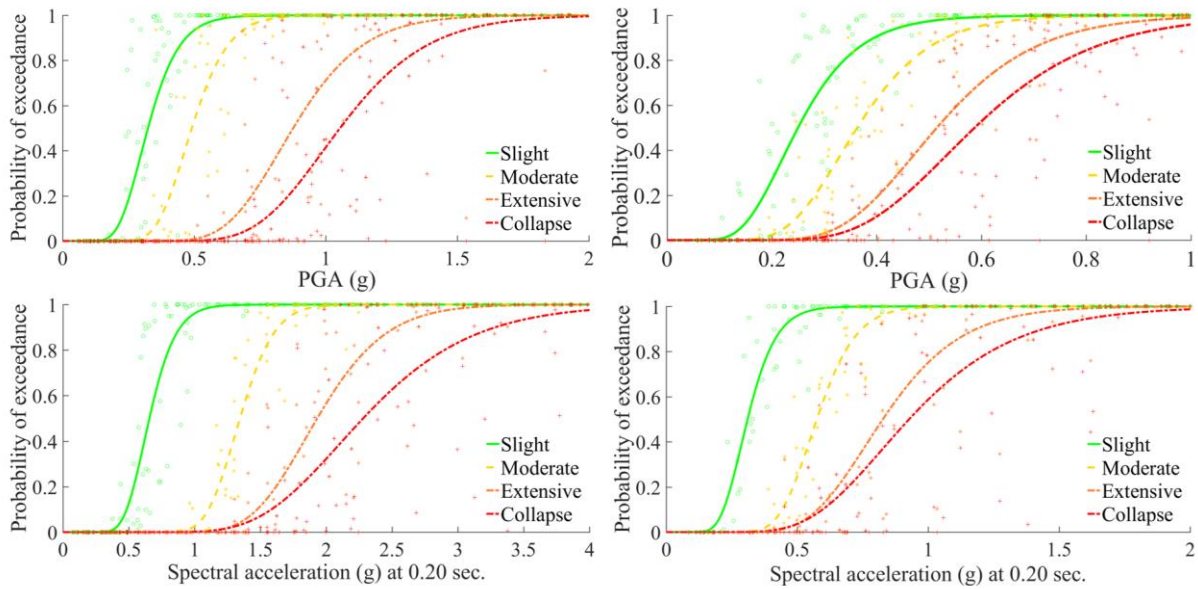 Probability of exceedance
1
0.8
0.6
0.4
0.2
0
Slight
Moderate
Extensive
Collapse
0 0.5 1 1.5 2
PGA (g)
Probability of exceedance
1
0.8
0.6
0.4
0.2
0
Slight
Moderate
Extensive
Collapse
0 0.2 0.4 0.6 0.8 1
PGA (g)
Probability of exceedance
1
0.8
0.6
0.4
0.2
0
Slight
Moderate
Extensive
Collapse
0 0.5 1 1.5 2 2.5 3 3.5 4
Spectral acceleration (g) at 0.20 sec.
Probability of exceedance
1
0.8
0.6
0.4
0.2
0
Slight
Moderate
Extensive
Collapse
0 0.5 1 1.5 2
Spectral acceleration (g) at 0.20 sec.